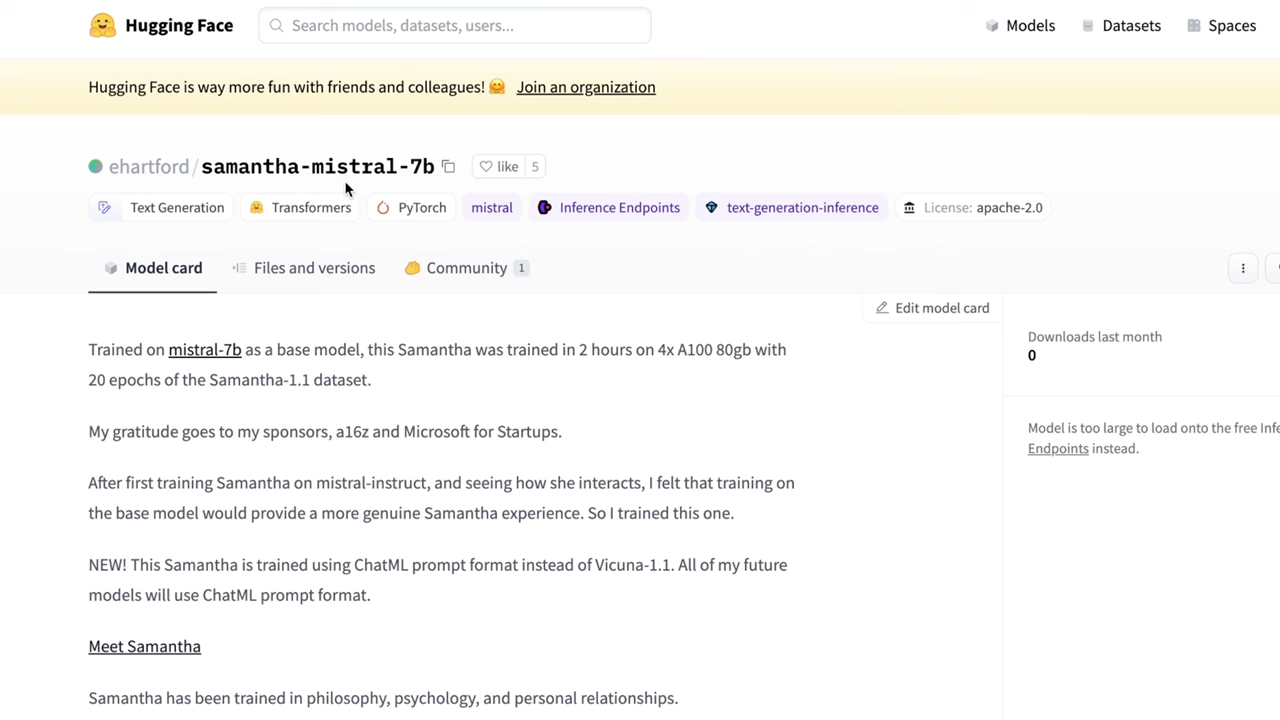 Hugging Face Search models, datasets, users... Models Datasets Spaces
Hugging Face is way more fun with friends and colleagues! 🤗 Join an organization
ehartford/samantha-mistral-7b like 5
Text Generation Transformers PyTorch mistral Inference Endpoints text-generation-inference License: apache-2.0
Model card Files and versions Community 1
Edit model card
Trained on mistral-7b as a base model, this Samantha was trained in 2 hours on 4x A100 80gb with
20 epochs of the Samantha-1.1 dataset.
My gratitude goes to my sponsors, a16z and Microsoft for Startups.
After first training Samantha on mistral-instruct, and seeing how she interacts, I felt that training on
the base model would provide a more genuine Samantha experience. So I trained this one.
NEW! This Samantha is trained using ChatML prompt format instead of Vicuna-1.1. All of my future
models will use ChatML prompt format.
Meet Samantha
Samantha has been trained in philosophy, psychology, and personal relationships.
Downloads last month
0
Model is too large to load onto the free Infe
Endpoints instead.